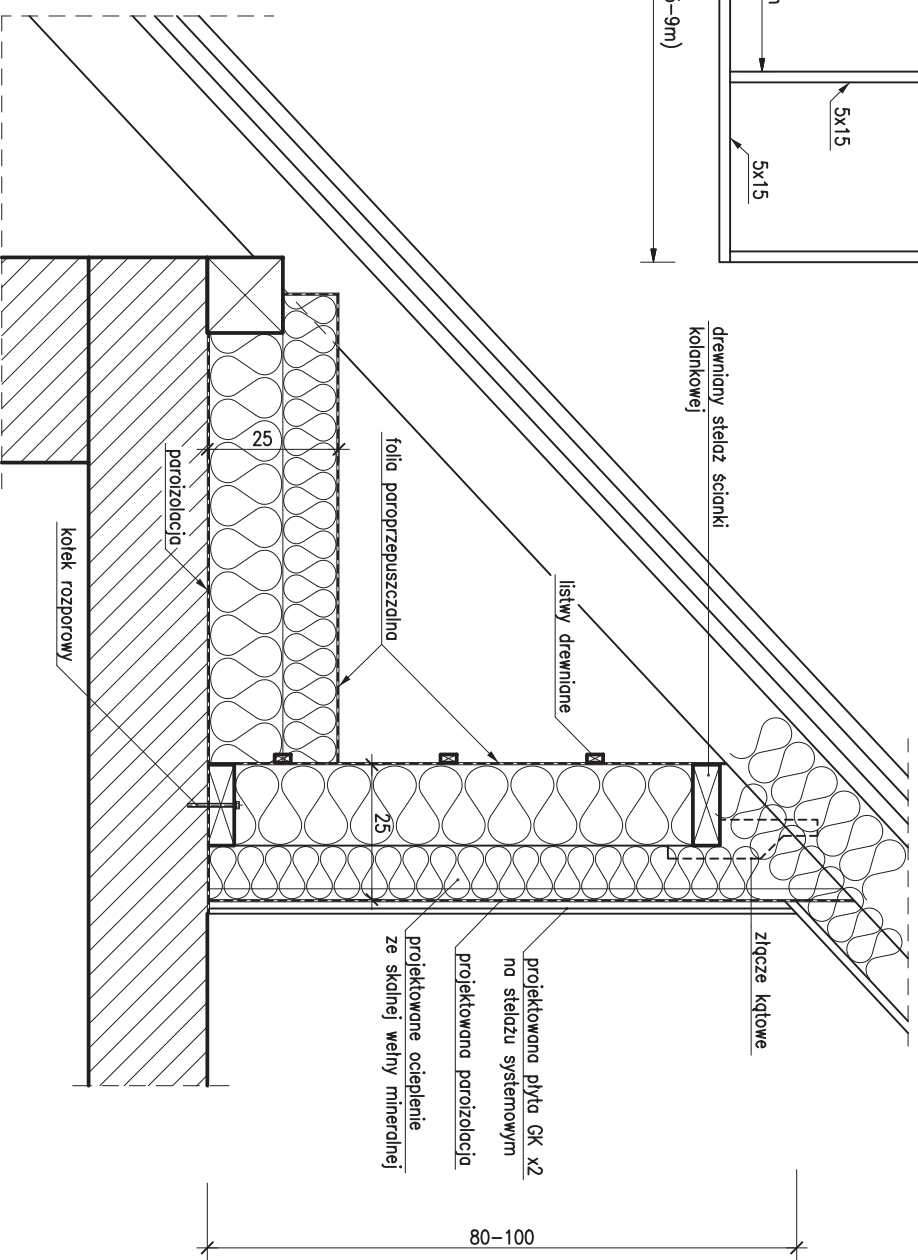 5-9m)
5x15
5x15
drewniany stelaż ścianki
kolankowej
25
folia paroprzepuszczalna
paroizolacja
kołek rozporowy
listwy drewniane
25
złącze kątowe
projektowana płyta GK x2
na stelażu systemowym
projektowana paroizolacja
projektowane ocieplenie
ze skalnej wełny mineralnej
80-100